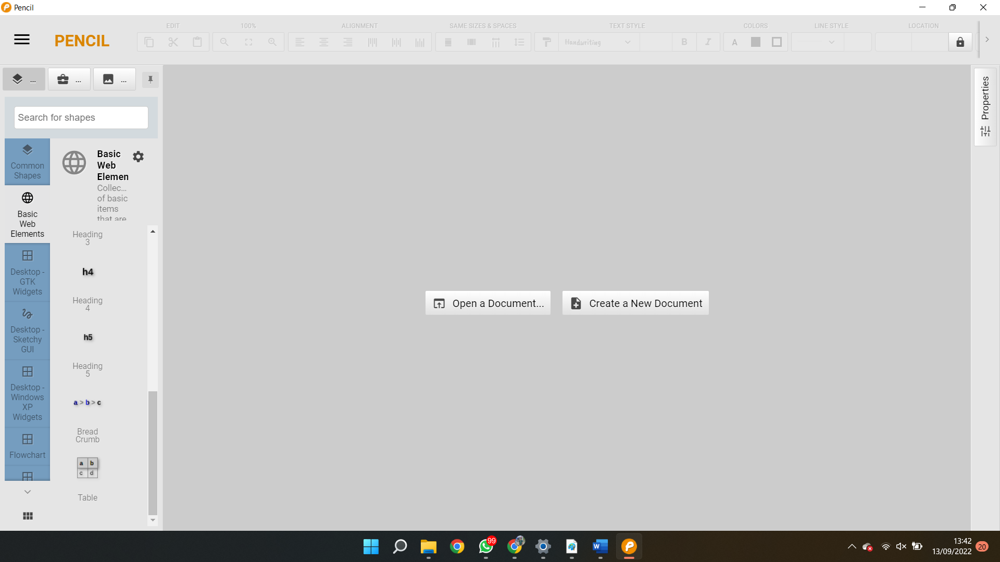 Pencil
PENCIL
EDIT
100%
ALIGNMENT
SAME SIZES & SPACES
TEXT STYLE
COLORS
LINE STYLE
LOCATION
Handwriting
B
I
A
...
...
...
Search for shapes
Common
Shapes
Basic
Web
Elements
Desktop -
GTK
Widgets
Desktop -
Sketchy
GUI
Desktop -
Windows
XP
Widgets
Flowchart
Basic
Web
Elemen
Collec...
of basic
items
that are
Heading
3
h4
Heading
4
h5
Heading
5
a > b > c
Bread
Crumb
a b
c d
Table
Open a Document...
Create a New Document
Properties
99
W
P
13:42
13/09/2022
20